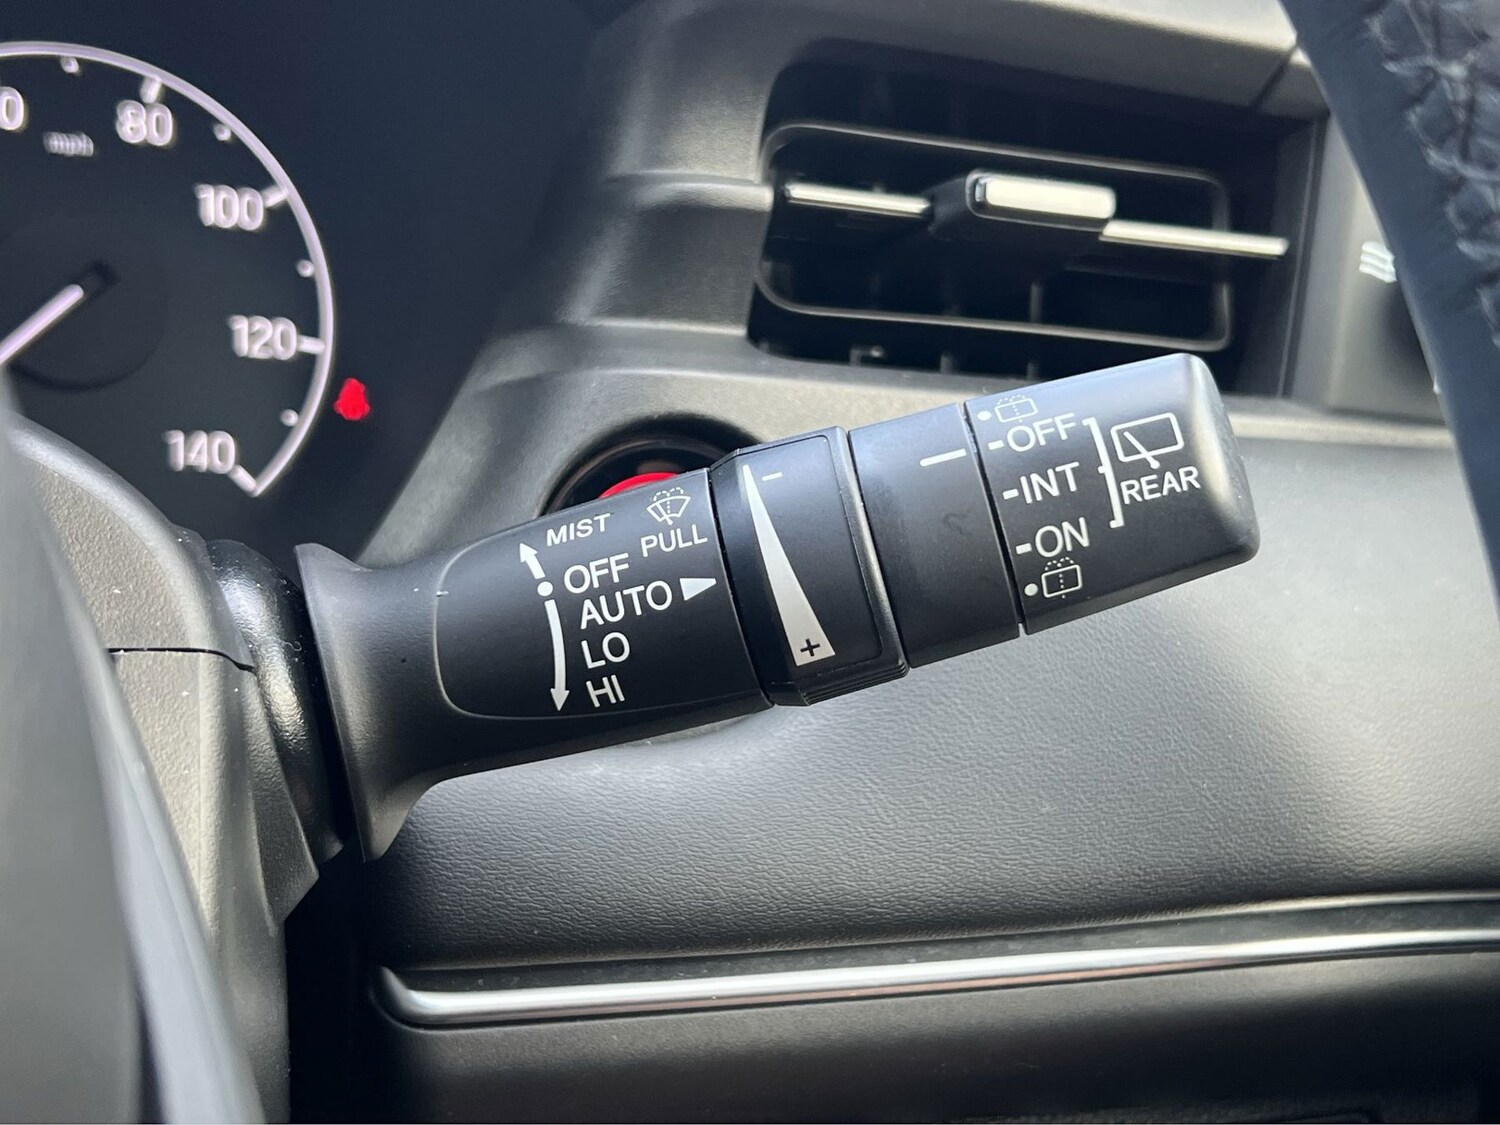 80
mph
100
120
140
MIST
PULL
OFF
AUTO
LO
HI
-
+
-OFF
-INT
-ON
REAR